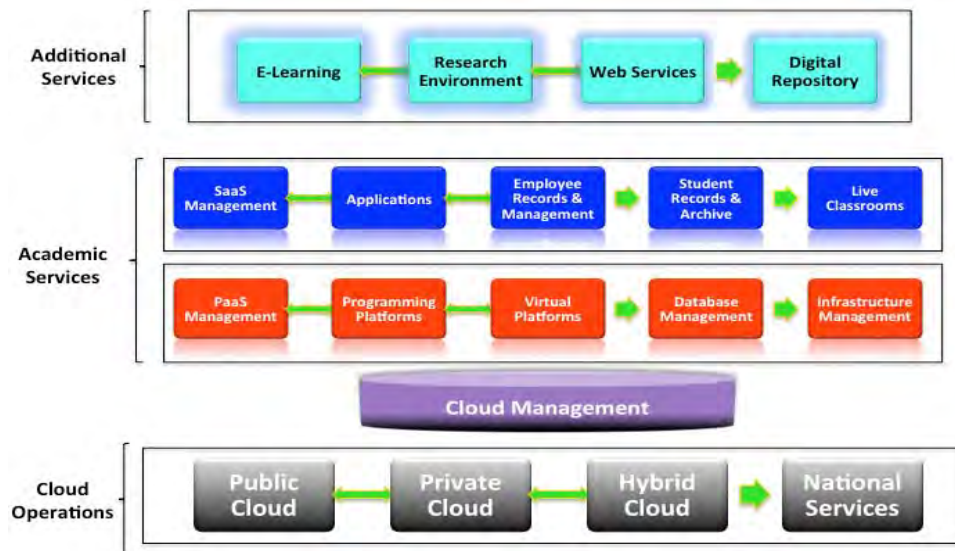 Additional
Services
E-Learning
Research
Environment
Web Services
Digital
Repository
Academic
Services
SaaS
Management
Applications
Employee
Records &
Management
Student
Records &
Archive
Live
Classrooms
PaaS
Management
Programming
Platforms
Virtual
Platforms
Database
Management
Infrastructure
Management
Cloud Management
Cloud
Operations
Public
Cloud
Private
Cloud
Hybrid
Cloud
National
Services